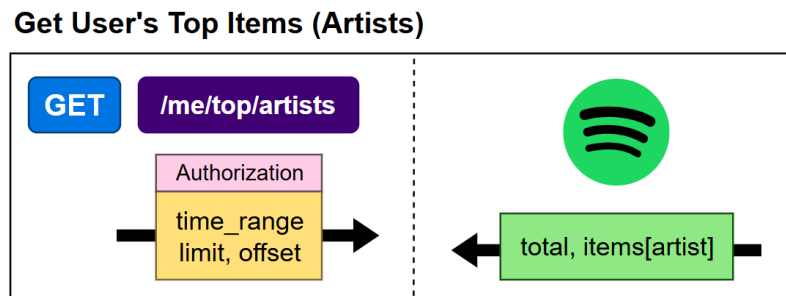 Get User's Top Items (Artists)
GET
/me/top/artists
Authorization
time_range
limit, offset
total, items[artist]